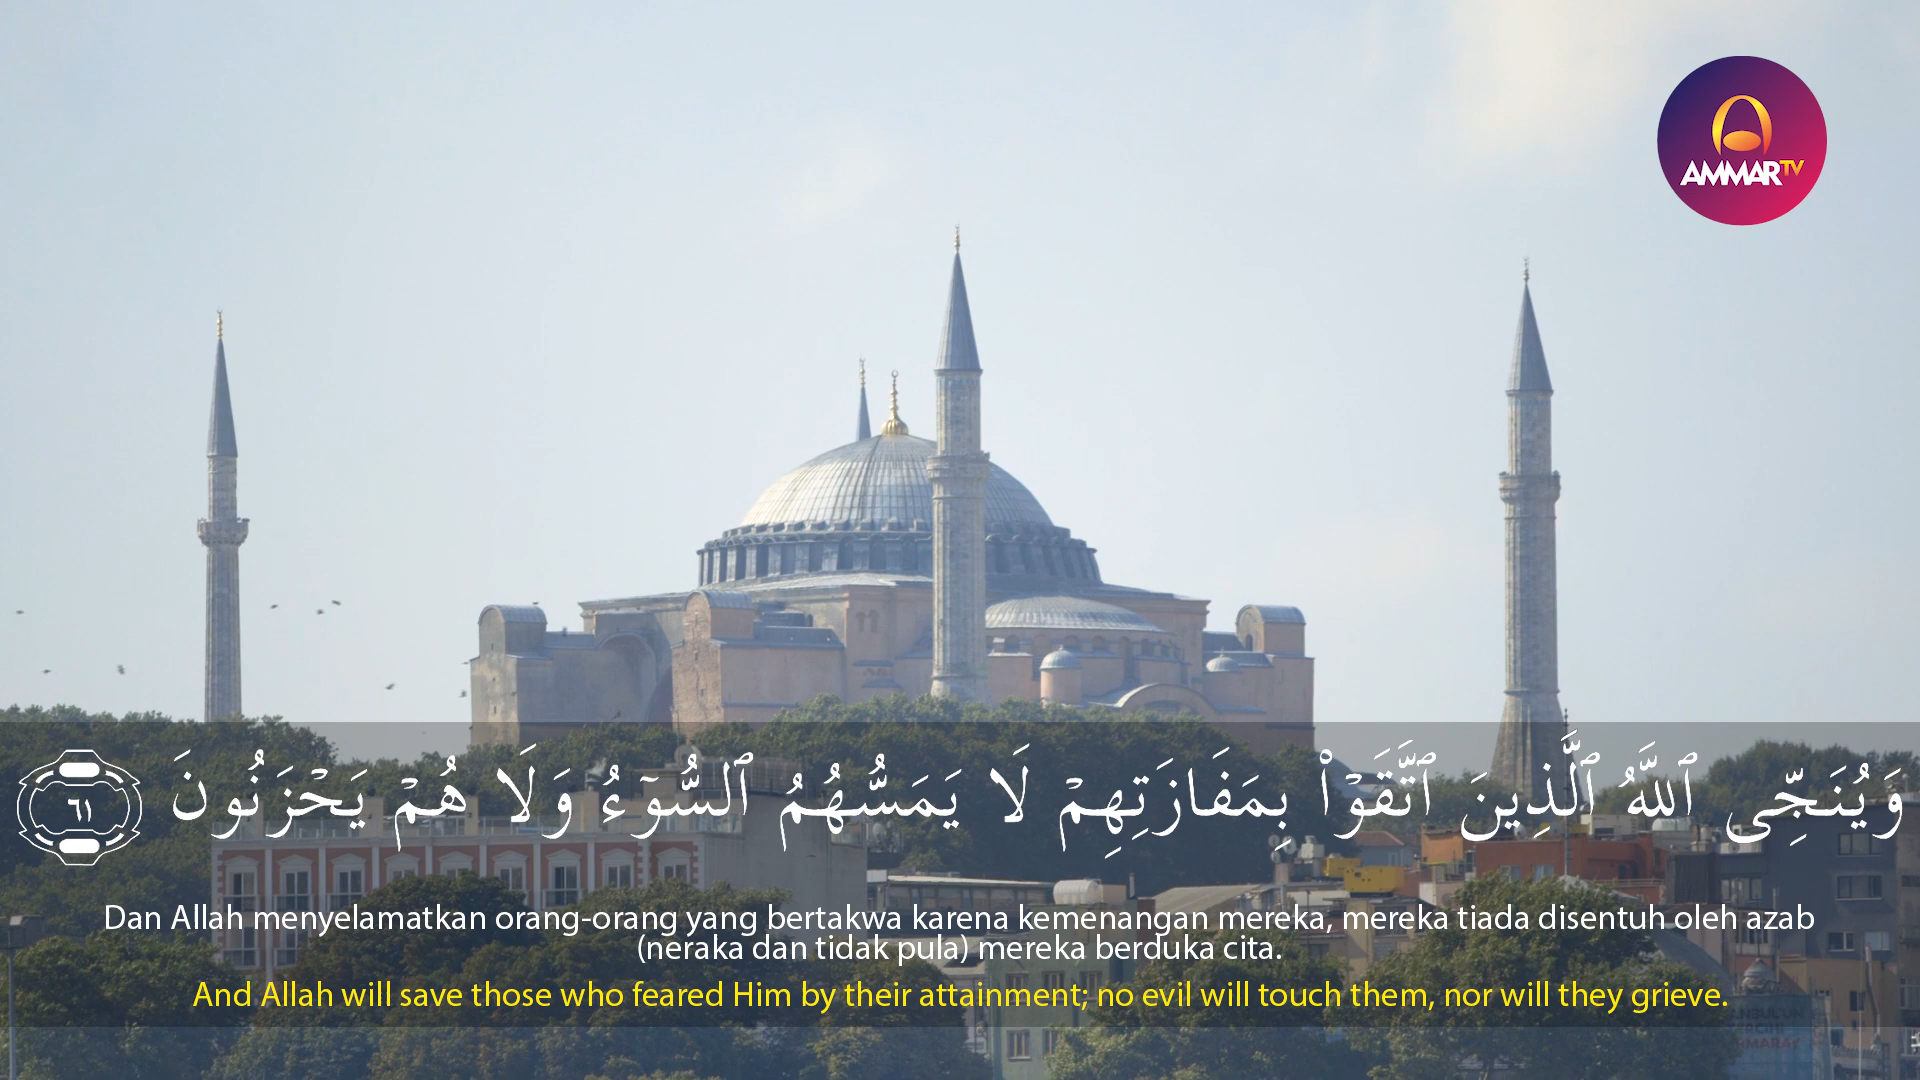 AMMARTV
وَيُنَجِّى ٱللَّهُ ٱلَّذِينَ ٱتَّقَوْا۟ بِمَفَازَتِهِمْ لَا يَمَسُّهُمُ ٱلسُّوٓءُ وَلَا هُمْ يَحْزَنُونَ ٦١
Dan Allah menyelamatkan orang-orang yang bertakwa karena kemenangan mereka, mereka tiada disentuh oleh azab
(neraka dan tidak pula) mereka berduka cita.
And Allah will save those who feared Him by their attainment; no evil will touch them, nor will they grieve.